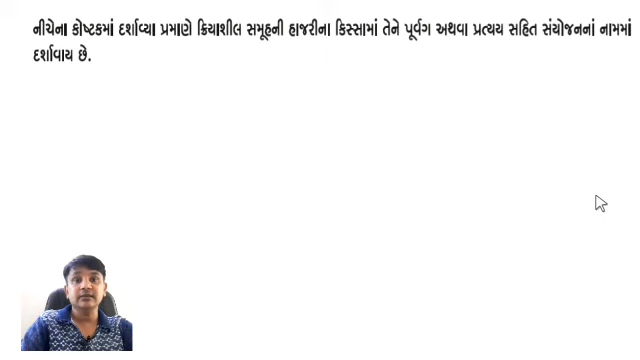 નીચેના કોષ્ટકમાં દર્શાવ્યા પ્રમાણે ક્રિયાશીલ સમૂહની હાજરીના કિસ્સામાં તેને પૂર્વગ અથવા પ્રત્યય સહિત સંયોજનનાં નામમાં
દર્શાવાય છે.